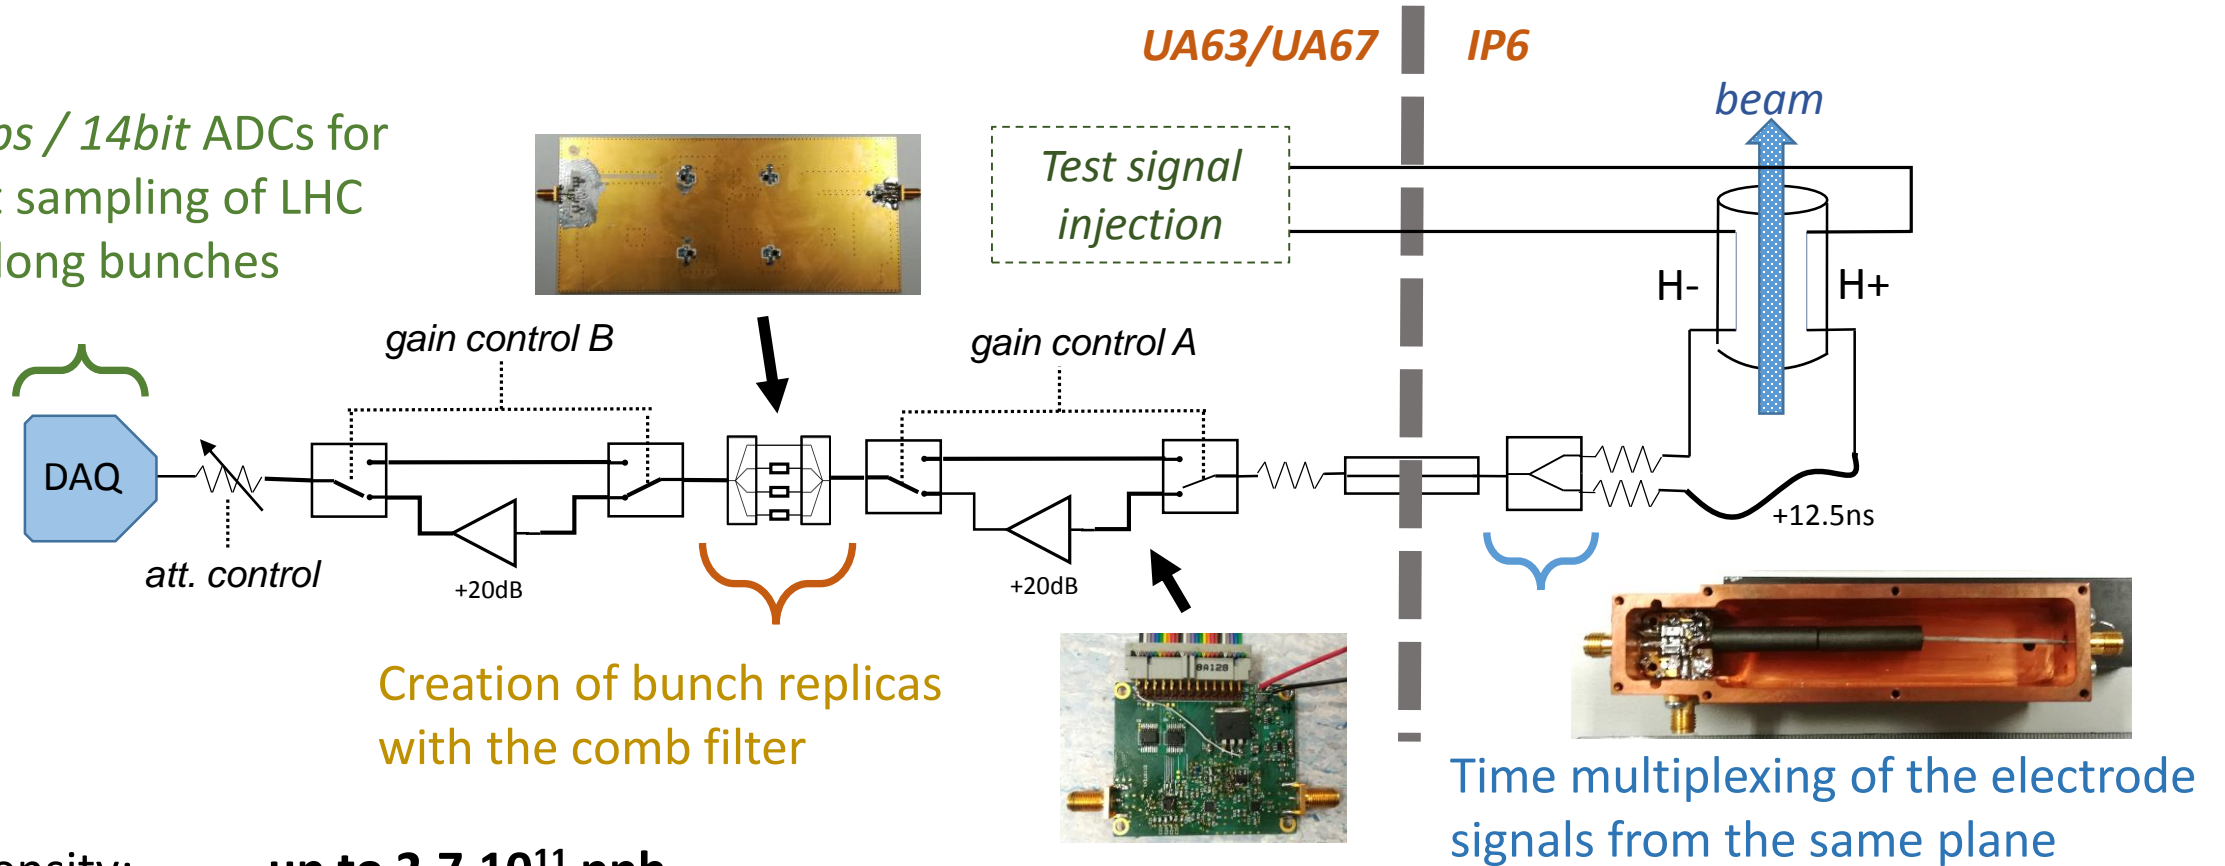 UA63/UA67 IP6
beam
/ 14bit ADCs for
sampling of LHC
long bunches
Test signal
injection
H- H+
gain control B
gain control A
DAQ
+12.5ns
att. control
+20dB
+20dB
Creation of bunch replicas
with the comb filter
8A128
Time multiplexing of the electrode
signals from the same plane
up to 2.7·10¹¹ ppb